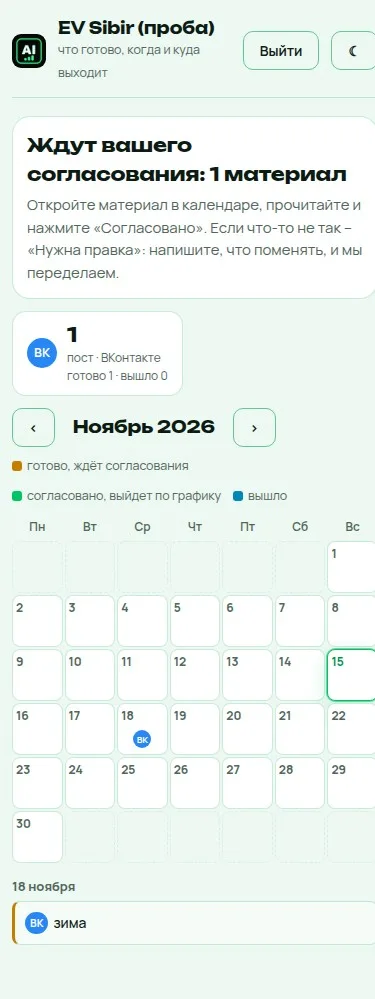 AI
EV Sibir (проба)
что готово, когда и куда
выходит
Выйти
Ждут вашего
согласования: 1 материал
Откройте материал в календаре, прочитайте и
нажмите «Согласовано». Если что-то не так –
«Нужна правка»: напишите, что поменять, и мы
переделаем.
ВК
1
пост · ВКонтакте
готово 1 · вышло 0
‹ Ноябрь 2026 ›
готово, ждёт согласования
согласовано, выйдет по графику вышло
Пн Вт Ср Чт Пт Сб Вс
1
2 3 4 5 6 7 8
9 10 11 12 13 14 15
16 17 18 19 20 21 22
ВК
23 24 25 26 27 28 29
30
18 ноября
ВК зима